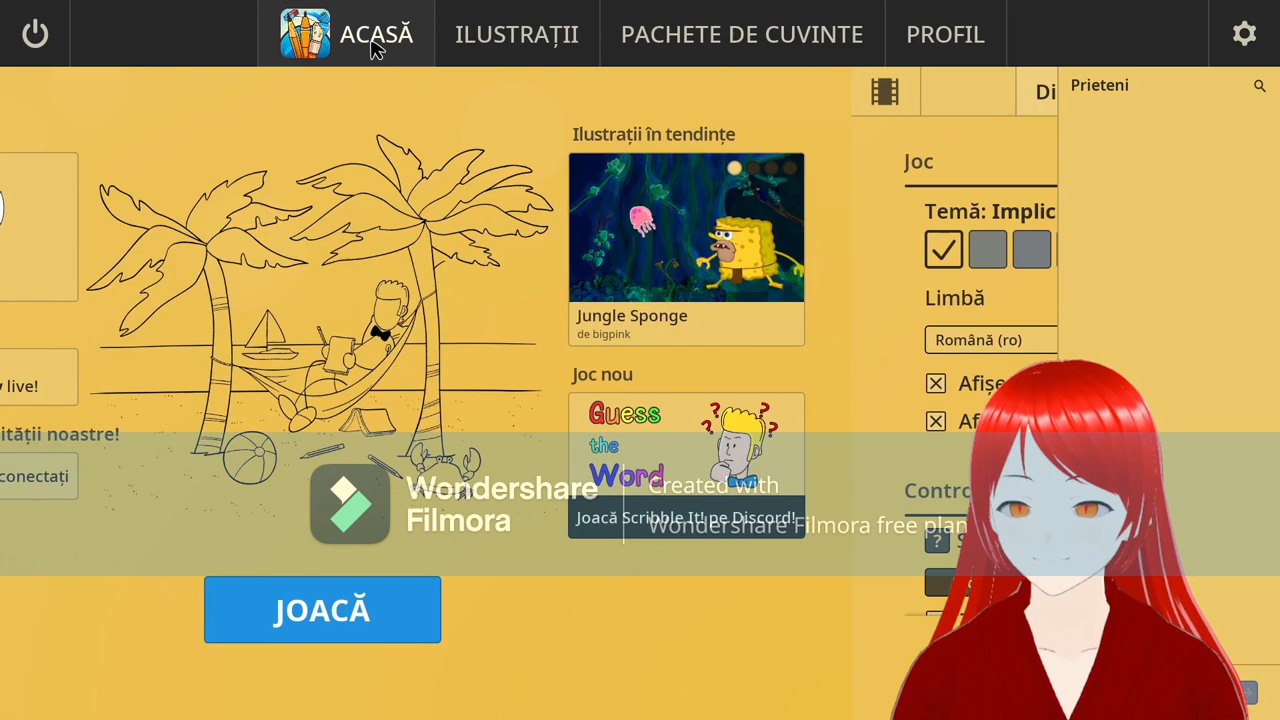 ACASĂ
ILUSTRAȚII
PACHETE DE CUVINTE
PROFIL
Di
Prieteni
Ilustrații în tendințe
Joc
Temă: Implic
Jungle Sponge
de bigpink
Limbă
Română (ro)
Joc nou
live!
ității noastre!
conectați
Guess
the
Word
Joacă Scribble It! pe Discord!
Afișe
Af
Contro
Wondershare
Filmora
Created with
Wondershare Filmora free plan
JOACĂ